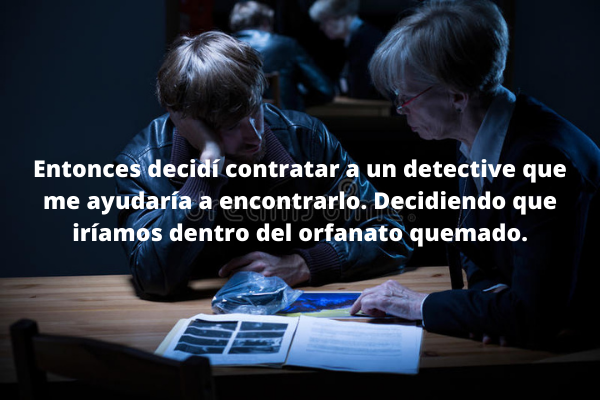 Entonces decidí contratar a un detective que
me ayudaría a encontrarlo. Decidiendo que
iríamos dentro del orfanato quemado.